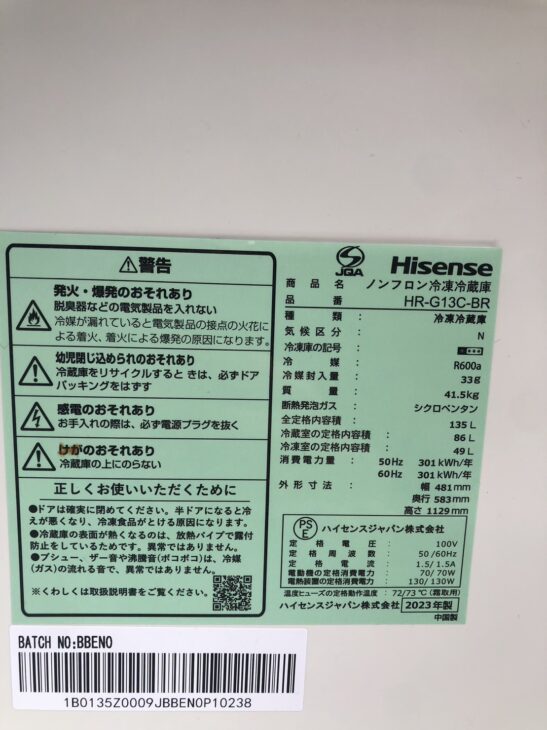 ⚠警告
発火・爆発のおそれあり
脱臭器などの電気製品を入れない
冷媒が漏れていると電気製品の接点の火花に
よる着火、着火による爆発の原因になります。
幼児閉じ込められのおそれあり
冷蔵庫をリサイクルするときは、必ずドア
パッキングをはずす
感電のおそれあり
お手入れの際は、必ず電源プラグを抜く
けがのおそれあり
冷蔵庫の上にのらない
正しくお使いいただくために
●ドアは確実に閉めてください。半ドアになると冷
えが悪くなり、冷凍食品がとける原因になります。
●冷蔵庫の表面が熱くなるのは、放熱パイプで露付
防止をしているためです。異常ではありません。
●ブシュー、ザー音や沸騰音(ボコボコ)は、冷媒
(ガス)の流れる音で、異常ではありません。
※くわしくは取扱説明書をご覧ください。
JQA Hisense
商品名 ノンフロン冷凍冷蔵庫
品番 HR-G13C-BR
種類: 冷凍冷蔵庫
気候区分: N
冷凍庫の記号:
冷媒: R600a
冷媒封入量: 33g
質量: 41.5kg
断熱発泡ガス: シクロペンタン
全定格内容積: 135 L
冷蔵室の定格内容積: 86 L
冷凍室の定格内容積: 49 L
消費電力量: 50Hz 301 kWh/年
60Hz 301 kWh/年
外形寸法: 幅 481mm
奥行 583mm
高さ 1129mm
PSE ハイセンスジャパン株式会社
定格電圧: 100V
定格周波数: 50/60Hz
定格電流: 1.5/1.5A
電動機の定格消費電力: 70/70W
電熱装置の定格消費電力: 130/130W
温度ヒューズの定格動作温度: 72/73℃(霜取用)
ハイセンスジャパン株式会社 2023年製
中国製
BATCH NO:BBENO
1B0135Z0009JBBEN0P10238